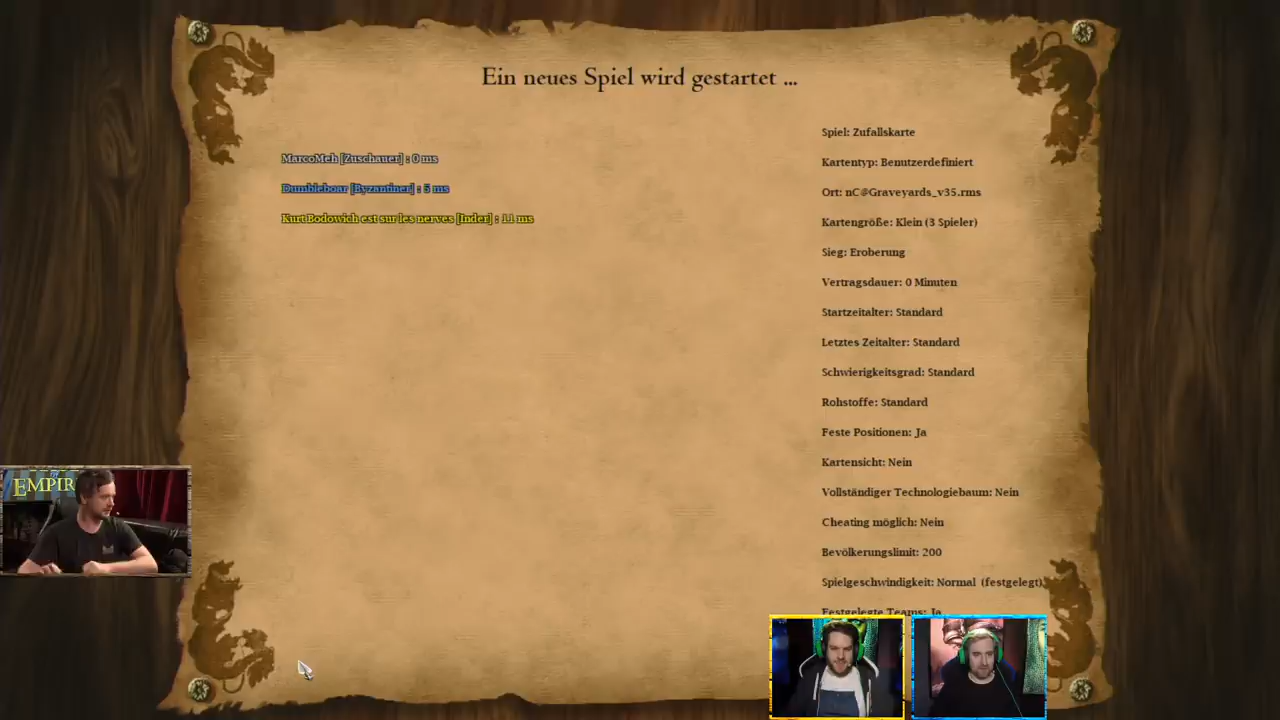 Ein neues Spiel wird gestartet ...
MarcoMeh [Zuschauer] : 0 ms
Dumbleboar [Byzantiner] : 5 ms
Kurt Bodowich est sur les nerves [Inder] : 11 ms
Spiel: Zufallskarte
Kartentyp: Benutzerdefiniert
Ort: nC@Graveyards_v35.rms
Kartengröße: Klein (3 Spieler)
Sieg: Eroberung
Vertragsdauer: 0 Minuten
Startzeitalter: Standard
Letztes Zeitalter: Standard
Schwierigkeitsgrad: Standard
Rohstoffe: Standard
Feste Positionen: Ja
Kartensicht: Nein
Vollständiger Technologiebaum: Nein
Cheating möglich: Nein
Bevölkerungslimit: 200
Spielgeschwindigkeit: Normal (festgelegt)
Festgelegte Teams: Ja
EMPIR